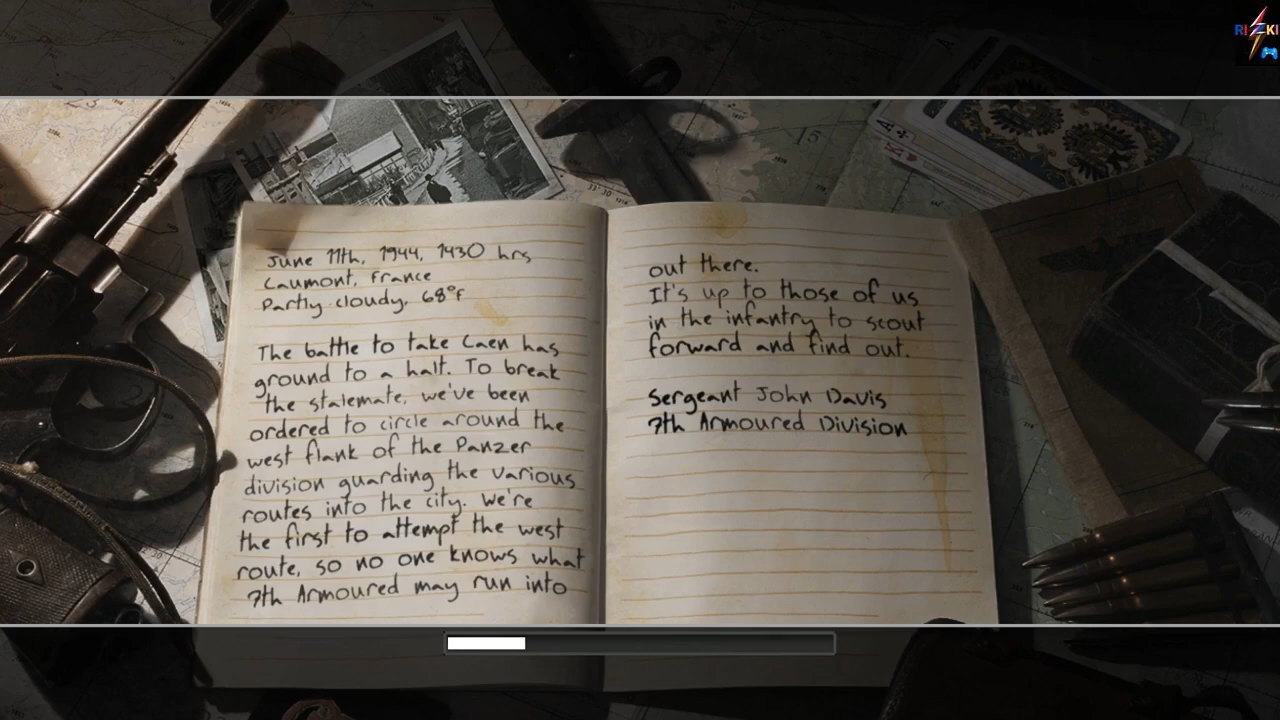 June 11th, 1944, 1430 hrs
Caumont, France
Partly cloudy, 68°F
The battle to take Caen has
ground to a halt. To break
the stalemate, we've been
ordered to circle around the
west flank of the Panzer
division guarding the various
routes into the city. We're
the first to attempt the west
route, so no one knows what
7th Armoured may run into
out there.
It's up to those of us
in the infantry to scout
forward and find out.
Sergeant John Davis
7th Armoured Division
RIZKI